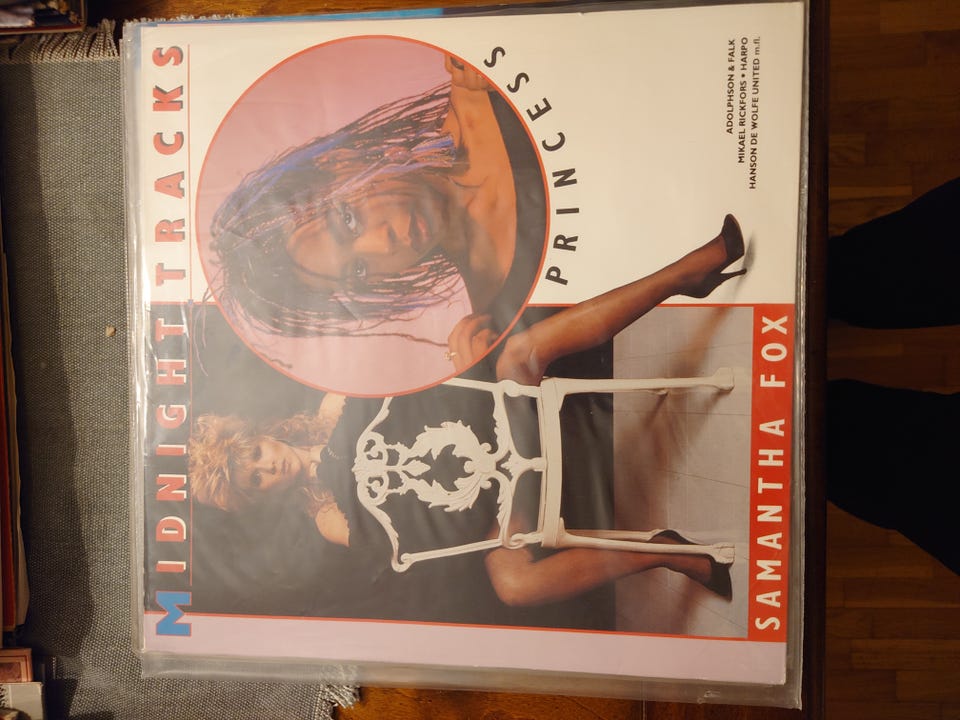 MIDNIGHT TRACKS
PRINCESS
ADOLPHSON & FALK
MIKAEL RICKFORS • HARPO
HANSON DE WOLFE UNITED m.fl.
SAMANTHA FOX